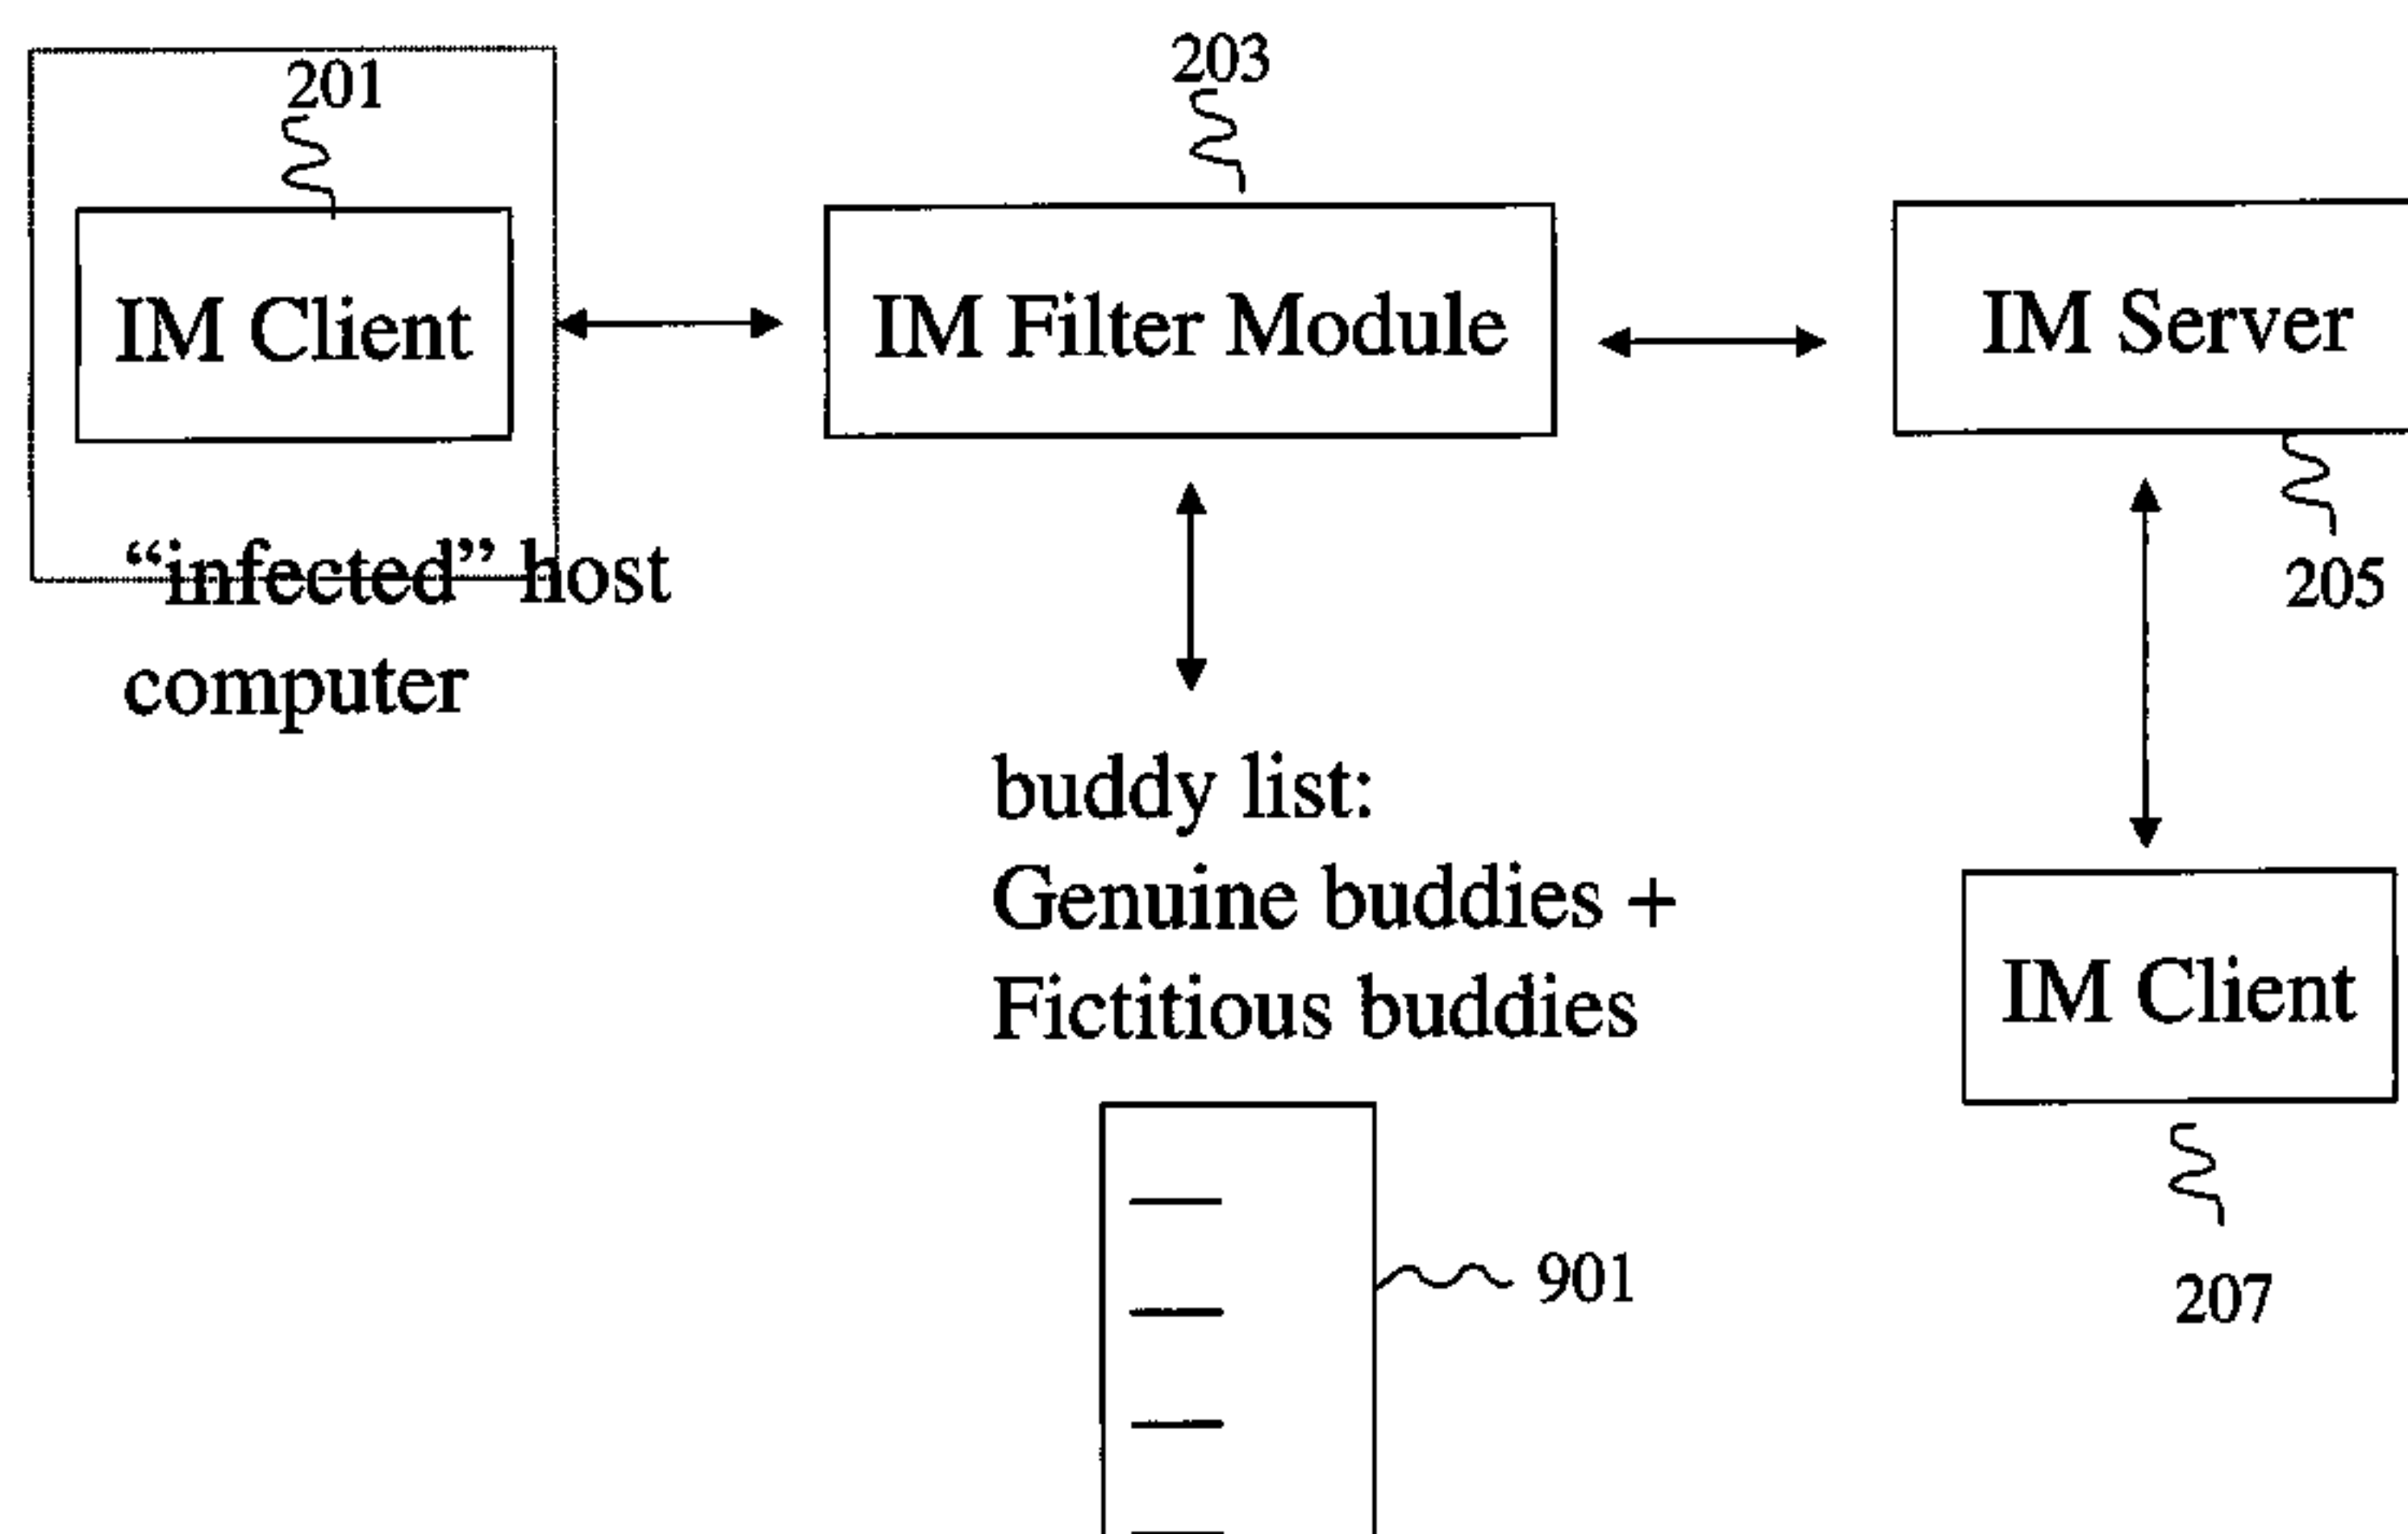 201
203
IM Client
IM Filter Module
IM Server
“infected” host
computer
205
buddy list:
Genuine buddies +
Fictitious buddies
IM Client
901
207